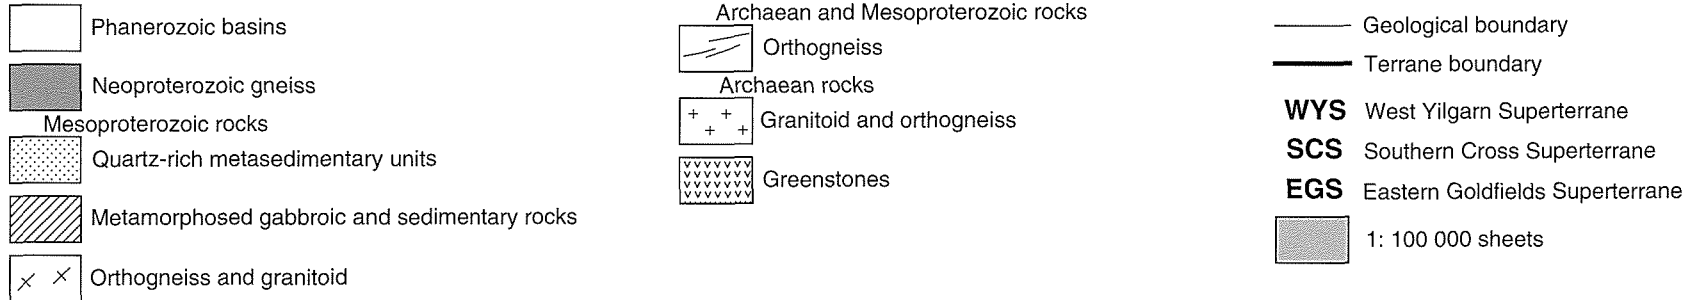 Phanerozoic basins
Neoproterozoic gneiss
Mesoproterozoic rocks
Quartz-rich metasedimentary units
Metamorphosed gabbroic and sedimentary rocks
Orthogneiss and granitoid
Archaean and Mesoproterozoic rocks
Orthogneiss
Archaean rocks
Granitoid and orthogneiss
Greenstones
Geological boundary
Terrane boundary
WYS West Yilgarn Superterrane
SCS Southern Cross Superterrane
EGS Eastern Goldfields Superterrane
1: 100 000 sheets